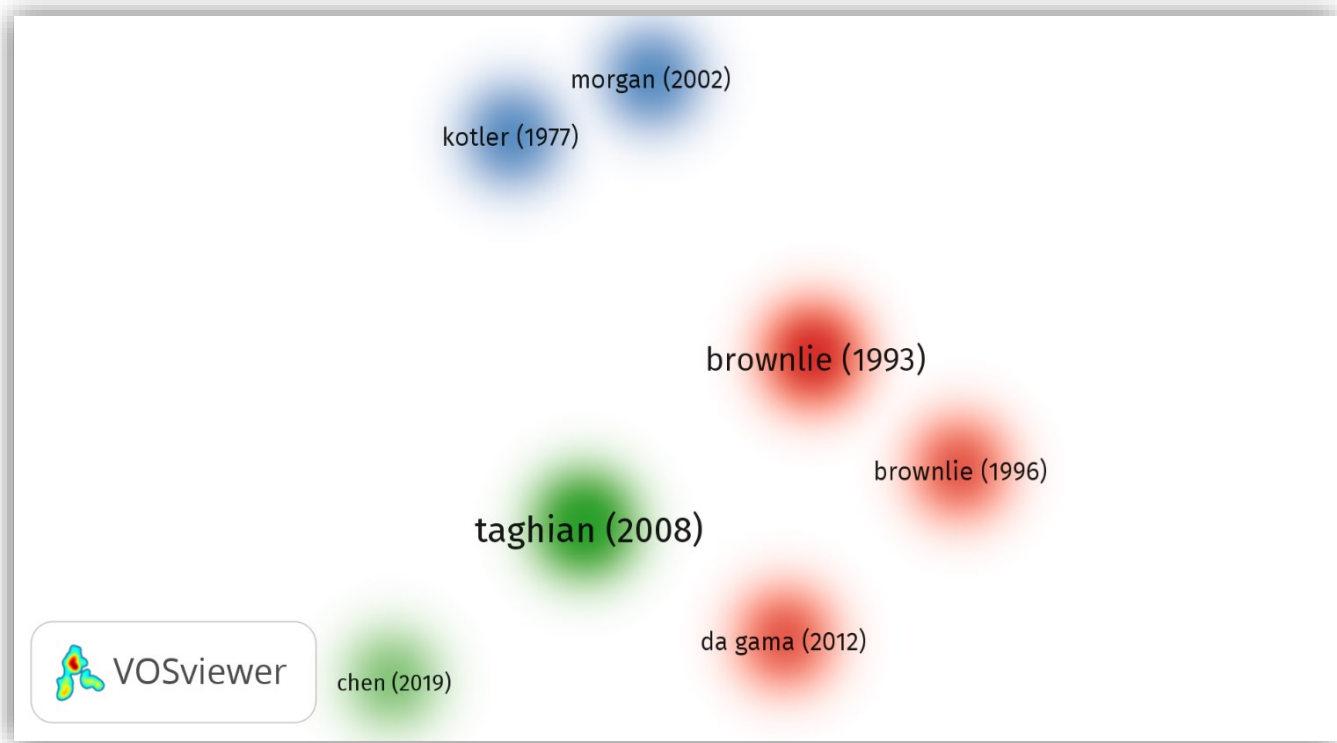 morgan (2002)
kotler (1977)
brownlie (1993)
brownlie (1996)
taghian (2008)
da gama (2012)
chen (2019)
VOSviewer